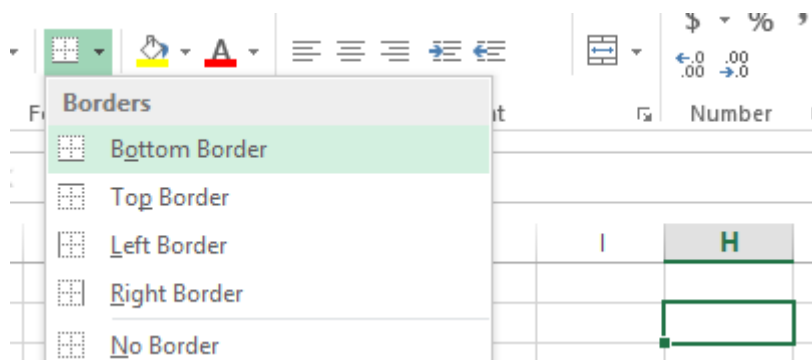 $ %
.0 .00
.00 .0
Borders
Number
Bottom Border
Top Border
Left Border
I H
Right Border
No Border